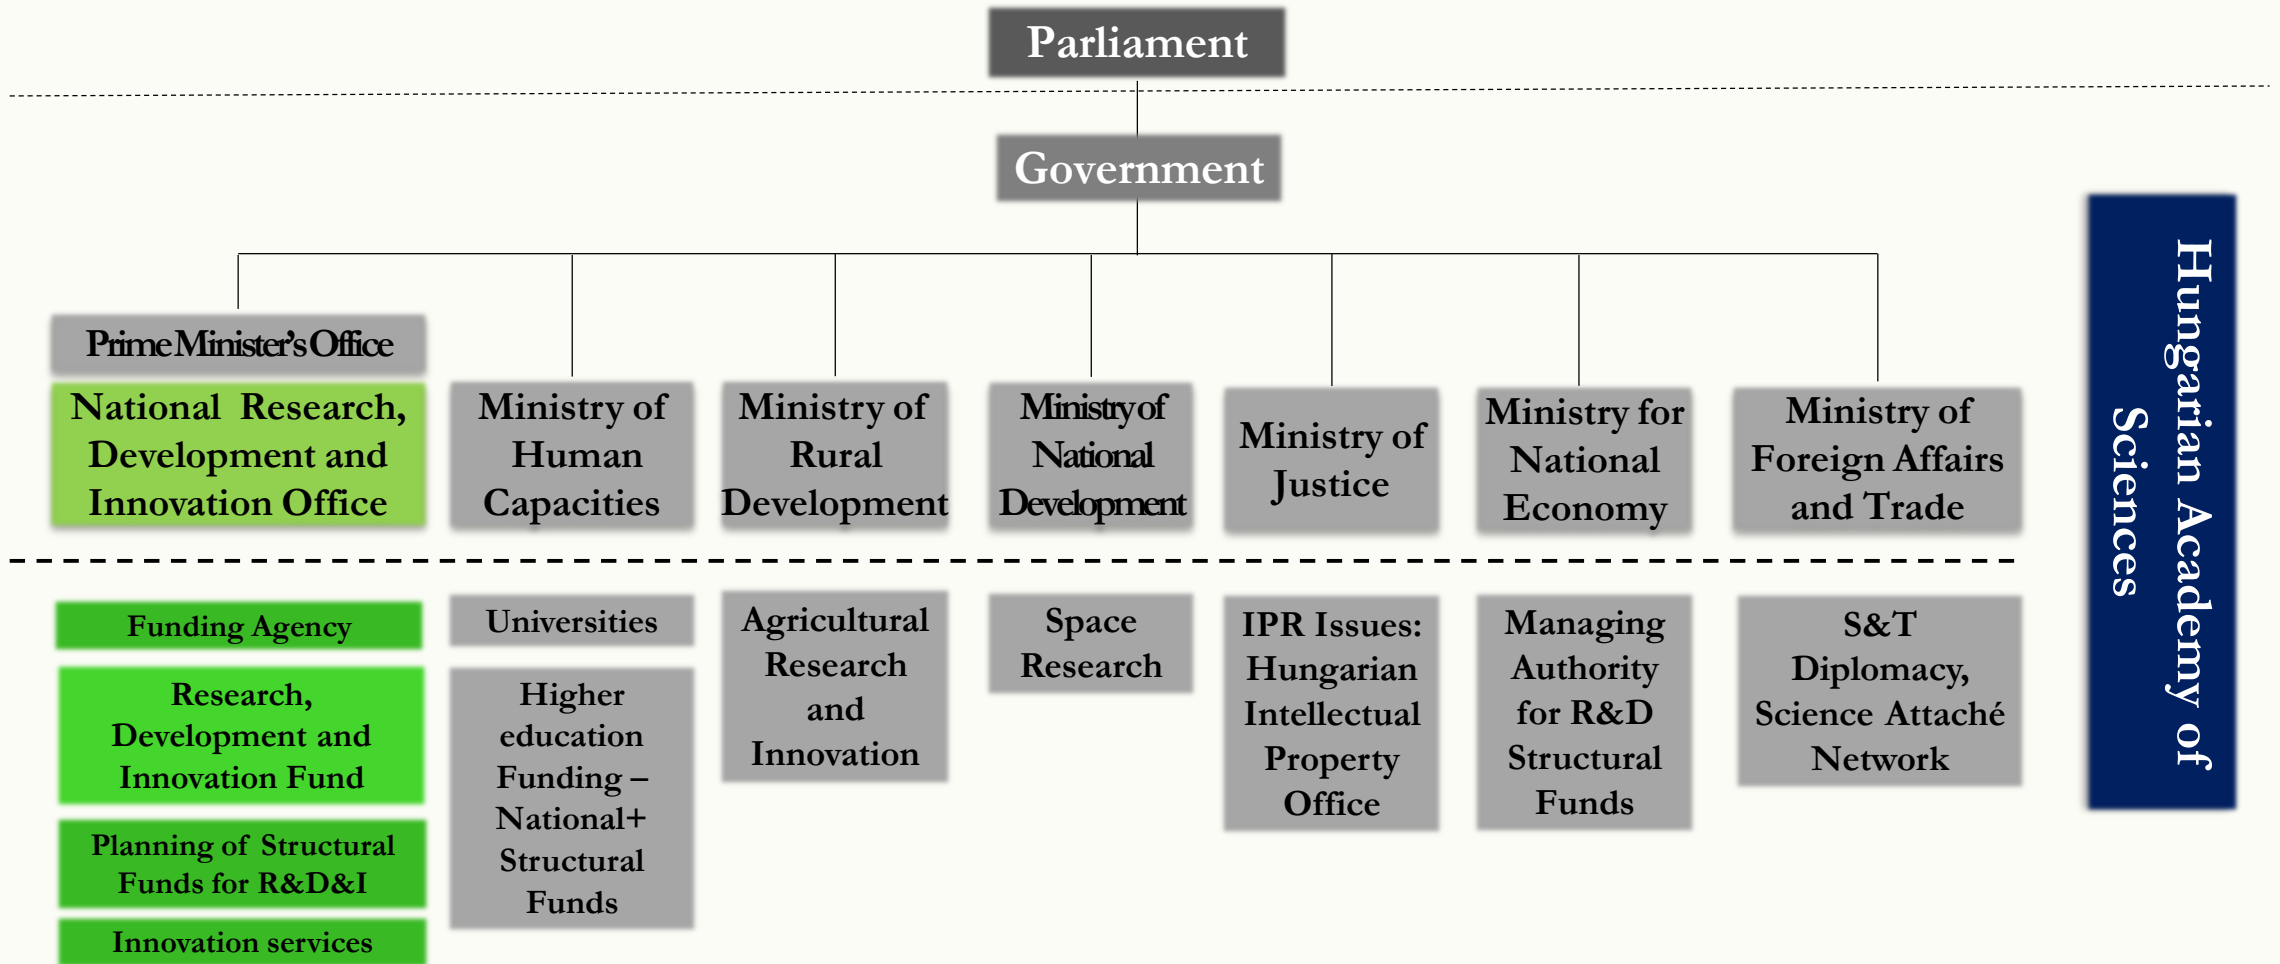 Parliament
Government
Prime Minister's Office
National Research,
Development and
Innovation Office
Ministry of
Human
Capacities
Ministry of
Rural
Development
Ministry of
National
Development
Ministry of
Justice
Ministry for
National
Economy
Ministry of
Foreign Affairs
and Trade
Funding Agency
Research,
Development and
Innovation Fund
Planning of Structural
Funds for R&D&I
Innovation services
Universities
Higher
education
Funding –
National+
Structural
Funds
Agricultural
Research
and
Innovation
Space
Research
IPR Issues:
Hungarian
Intellectual
Property
Office
Managing
Authority
for R&D
Structural
Funds
S&T
Diplomacy,
Science Attaché
Network
Hungarian Academy of
Sciences